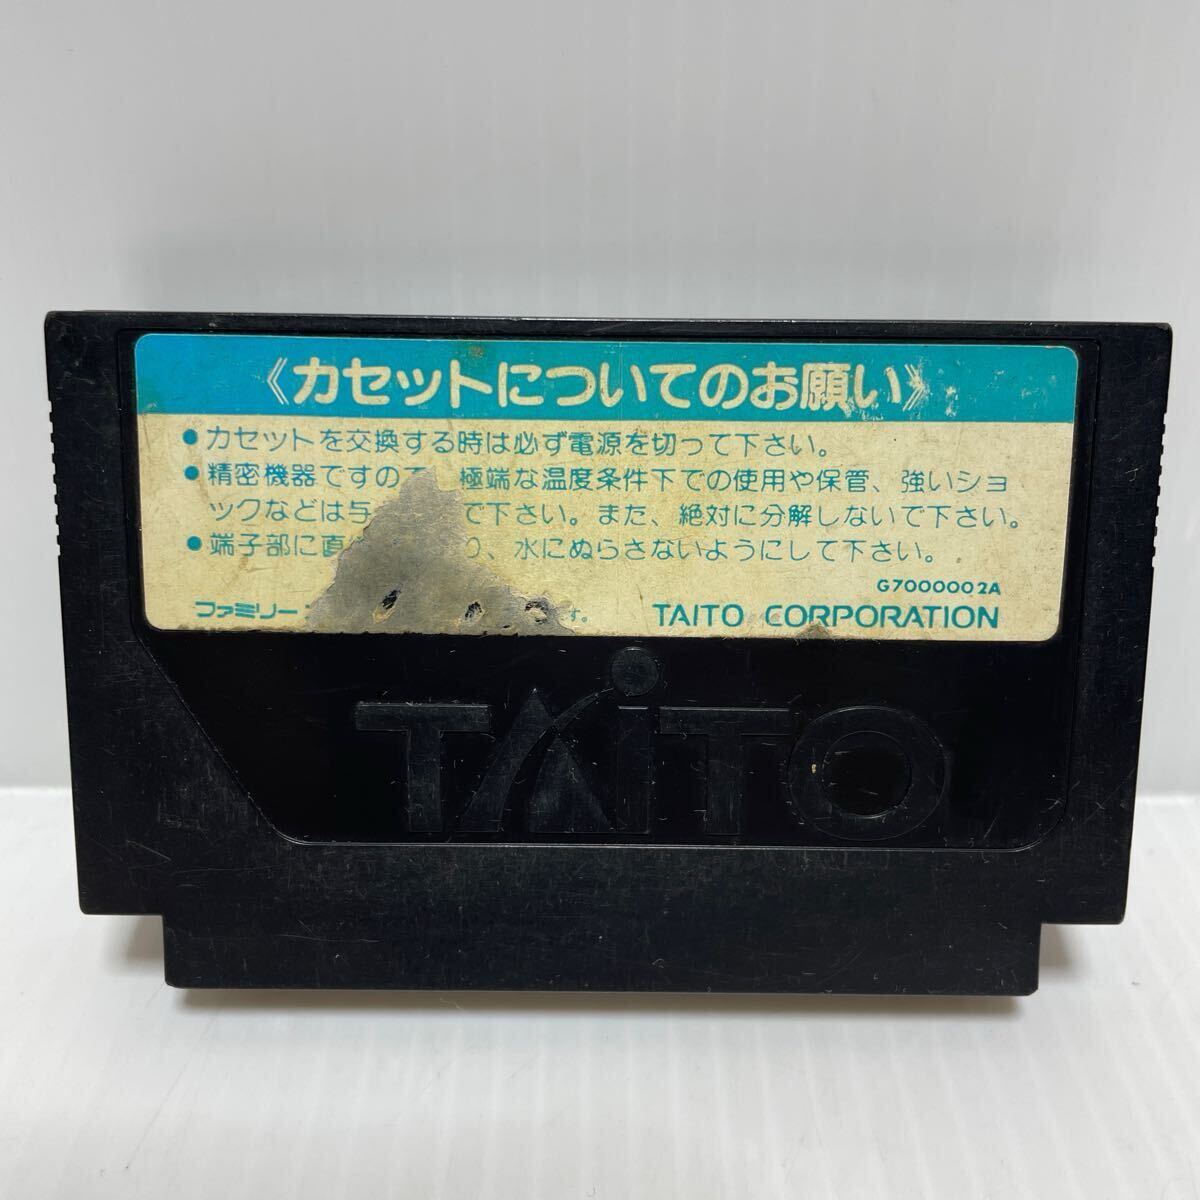 《カセットについてのお願い》
●カセットを交換する時は必ず電源を切って下さい。
●精密機器ですので 極端な温度条件下での使用や保管、強いショ
ックなどは与 で下さい。また、絶対に分解しないで下さい。
●端子部に直 り、水にぬらさないようにして下さい。
G7000002A
ファミリー す。 TAITO CORPORATION
TAITO